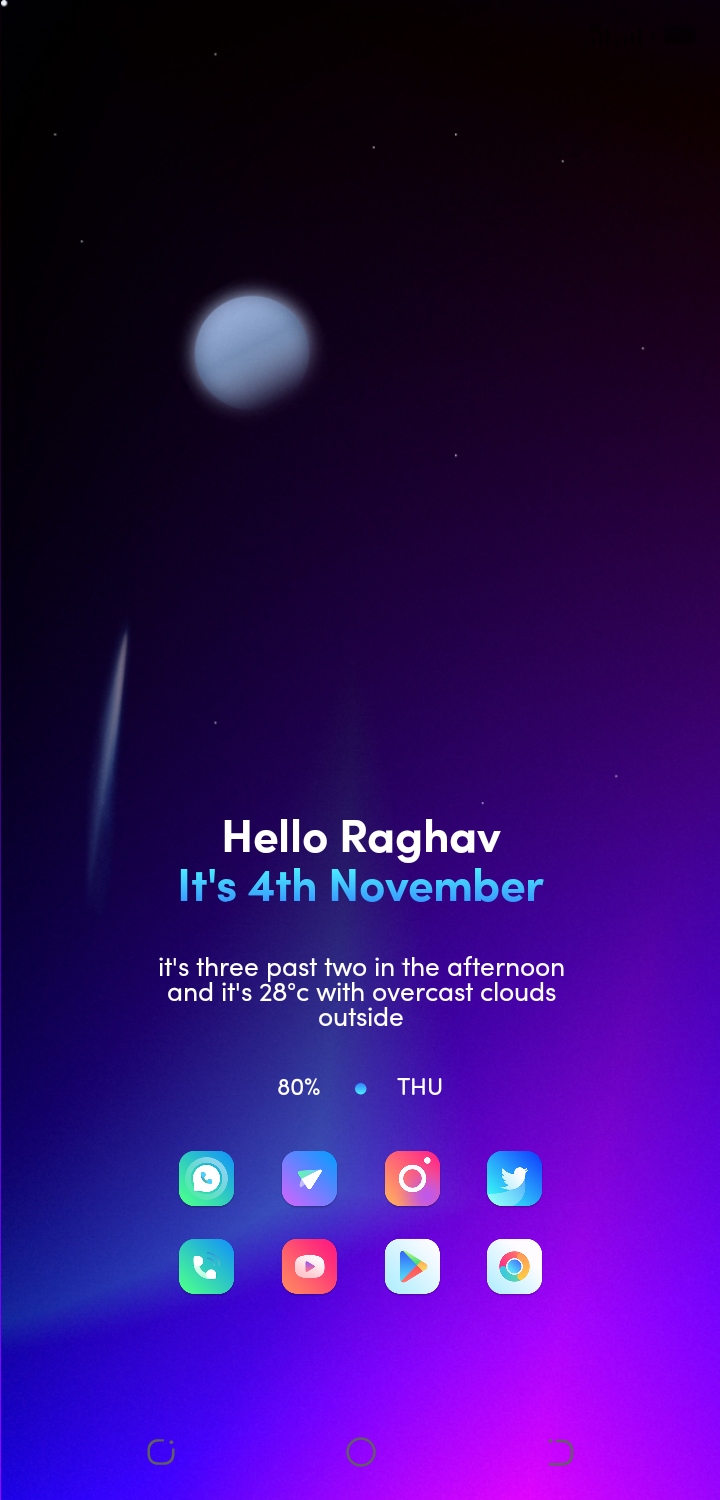 Hello Raghav
It's 4th November
it's three past two in the afternoon
and it's 28°c with overcast clouds
outside
80%
THU